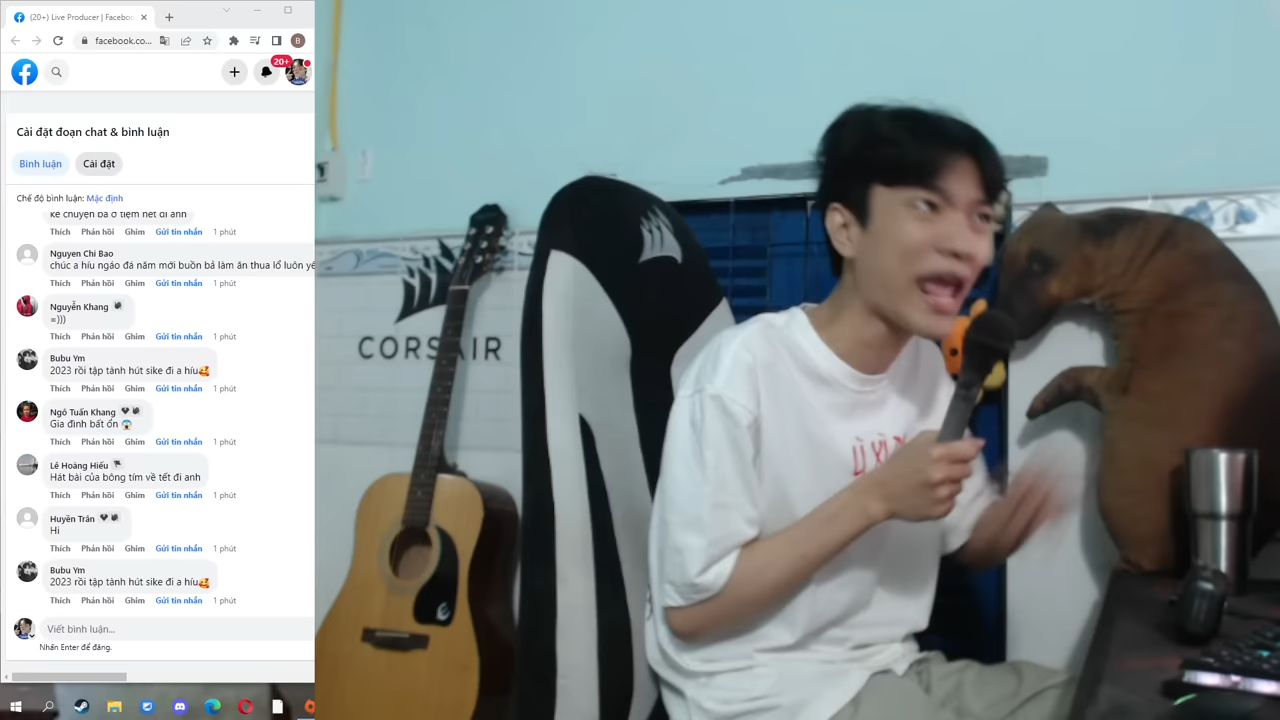 (20+) Live Producer | Facebo
facebook.co...
B
20+
Cài đặt đoạn chat & bình luận
Bình luận
Cài đặt
Chế độ bình luận: Mặc định
kể chuyện ba ở tiệm nét đi anh
Thích Phản hồi Ghim Gửi tin nhắn 1 phút
Nguyen Chi Bao
chúc a híu ngáo đá năm mới buồn bả làm ăn thua lổ luôn yê
Thích Phản hồi Ghim Gửi tin nhắn 1 phút
Nguyễn Khang
=)))
Thích Phản hồi Ghim Gửi tin nhắn 1 phút
Bubu Ym
2023 rồi tập tành hút sike đi a híu🥰
Thích Phản hồi Ghim Gửi tin nhắn 1 phút
Ngô Tuấn Khang
Gia đình bất ổn 😱
Thích Phản hồi Ghim Gửi tin nhắn 1 phút
Lê Hoàng Hiếu
Hát bài của bông tím về tết đi anh
Thích Phản hồi Ghim Gửi tin nhắn 1 phút
Huyền Trân
Hi
Thích Phản hồi Ghim Gửi tin nhắn 1 phút
Bubu Ym
2023 rồi tập tành hút sike đi a híu🥰
Thích Phản hồi Ghim Gửi tin nhắn 1 phút
Viết bình luận...
Nhấn Enter để đăng.
CORSAIR